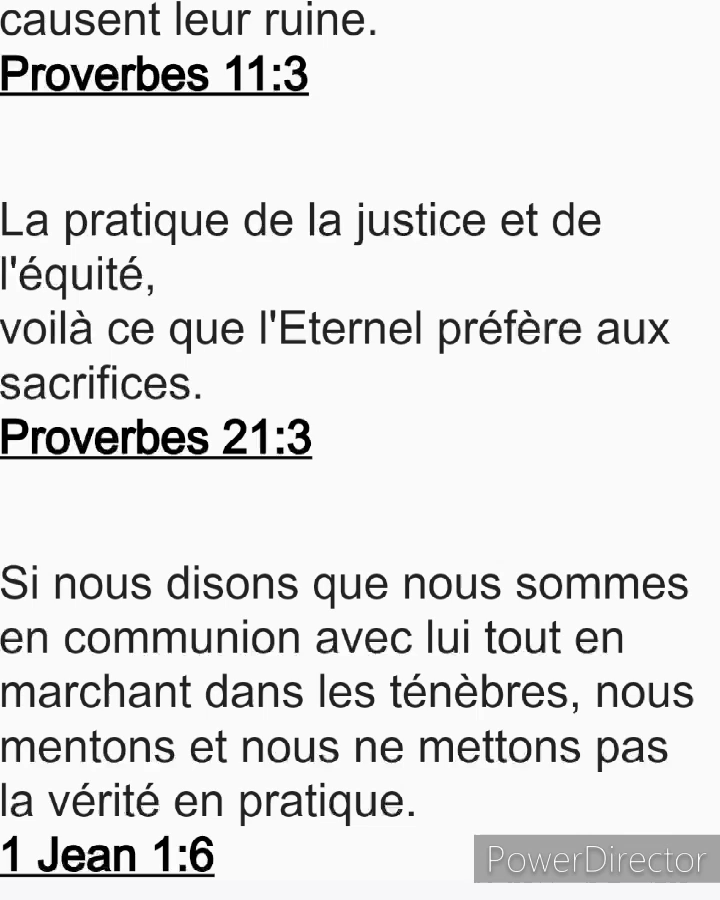 causent leur ruine.
Proverbes 11:3
La pratique de la justice et de
l'équité,
voilà ce que l'Eternel préfère aux
sacrifices.
Proverbes 21:3
Si nous disons que nous sommes
en communion avec lui tout en
marchant dans les ténèbres, nous
mentons et nous ne mettons pas
la vérité en pratique.
1 Jean 1:6
PowerDirector